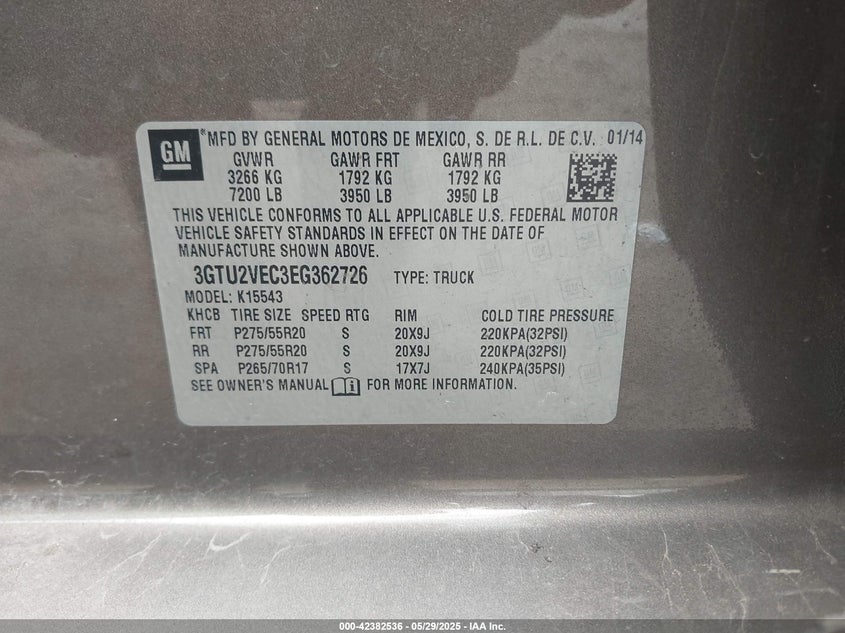 GM
*MFD BY GENERAL MOTORS DE MEXICO, S. DE R.L. DE C.V. 01/14
GVWR GAWR FRT GAWR RR
3266 KG 1792 KG 1792 KG
7200 LB 3950 LB 3950 LB
THIS VEHICLE CONFORMS TO ALL APPLICABLE U.S. FEDERAL MOTOR
VEHICLE SAFETY STANDARDS IN EFFECT ON THE DATE OF
MANUFACTURE SHOWN ABOVE.
3GTU2VEC3EG362726 TYPE: TRUCK
MODEL: K15543
KHCB TIRE SIZE SPEED RTG RIM COLD TIRE PRESSURE
FRT P275/55R20 S 20X9J 220KPA(32PSI)
RR P275/55R20 S 20X9J 220KPA(32PSI)
SPA P265/70R17 S 17X7J 240KPA(35PSI)
SEE OWNER'S MANUAL FOR MORE INFORMATION.
000-42382536 - 05/29/2025 - IAA Inc.